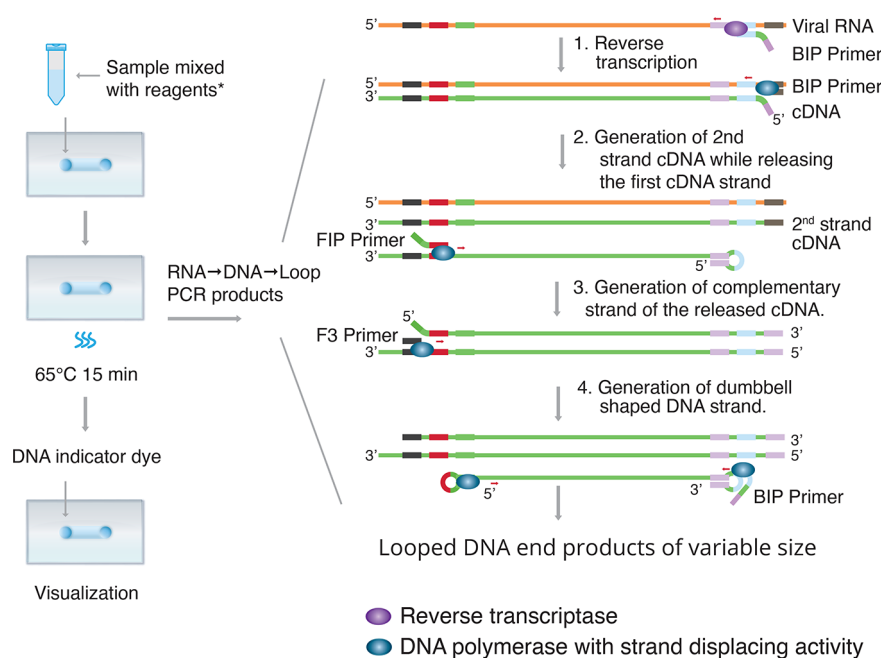 Sample mixed
with reagents*
RNA→DNA→Loop
PCR products
65°C 15 min
DNA indicator dye
Visualization
5’
Viral RNA
BIP Primer
1. Reverse
transcription
5’
3’
BIP Primer
cDNA
5’
2. Generation of 2nd
strand cDNA while releasing
the first cDNA strand
5’
3’
2nd strand
cDNA
FIP Primer
3’
5’
3. Generation of complementary
strand of the released cDNA.
5’
F3 Primer
3’
3’
5’
4. Generation of dumbbell
shaped DNA strand.
3’
3’
5’
5’
3’
BIP Primer
Looped DNA end products of variable size
Reverse transcriptase
DNA polymerase with strand displacing activity